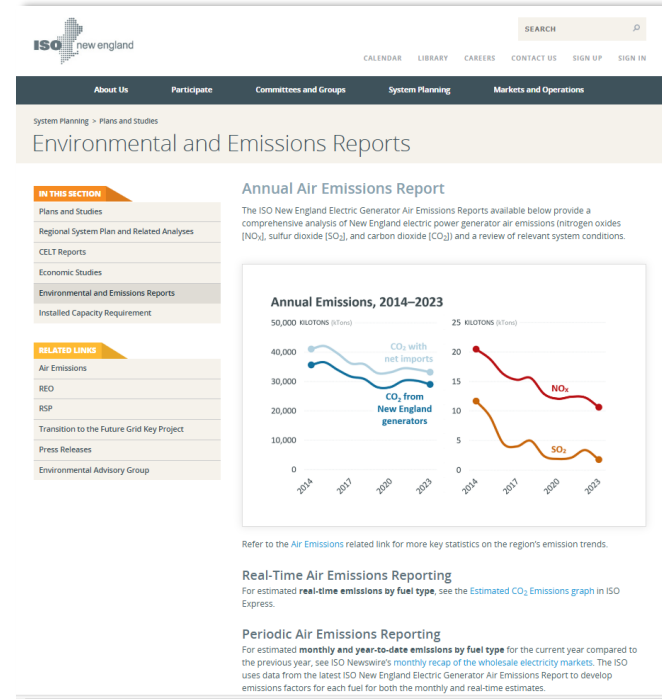 ISO new england
SEARCH
CALENDAR LIBRARY CAREERS CONTACT US SIGN UP SIGN IN
About Us Participate Committees and Groups System Planning Markets and Operations
System Planning > Plans and Studies
Environmental and Emissions Reports
IN THIS SECTION
Plans and Studies
Regional System Plan and Related Analyses
CELT Reports
Economic Studies
Environmental and Emissions Reports
Installed Capacity Requirement
RELATED LINKS
Air Emissions
REO
RSP
Transition to the Future Grid Key Project
Press Releases
Environmental Advisory Group
Annual Air Emissions Report
The ISO New England Electric Generator Air Emissions Reports available below provide a
comprehensive analysis of New England electric power generator air emissions (nitrogen oxides
[NOₓ], sulfur dioxide [SO₂], and carbon dioxide [CO₂]) and a review of relevant system conditions.
Annual Emissions, 2014–2023
50,000 KILOTONS (kTons)
40,000
30,000
20,000
10,000
0
CO₂ with
net imports
CO₂ from
New England
generators
2014 2017 2020 2023
25 KILOTONS (kTons)
20
15
10
5
0
NOₓ
SO₂
2014 2017 2020 2023
Refer to the Air Emissions related link for more key statistics on the region's emission trends.
Real-Time Air Emissions Reporting
For estimated real-time emissions by fuel type, see the Estimated CO₂ Emissions graph in ISO
Express.
Periodic Air Emissions Reporting
For estimated monthly and year-to-date emissions by fuel type for the current year compared to
the previous year, see ISO Newswire's monthly recap of the wholesale electricity markets. The ISO
uses data from the latest ISO New England Electric Generator Air Emissions Report to develop
emissions factors for each fuel for both the monthly and real-time estimates.